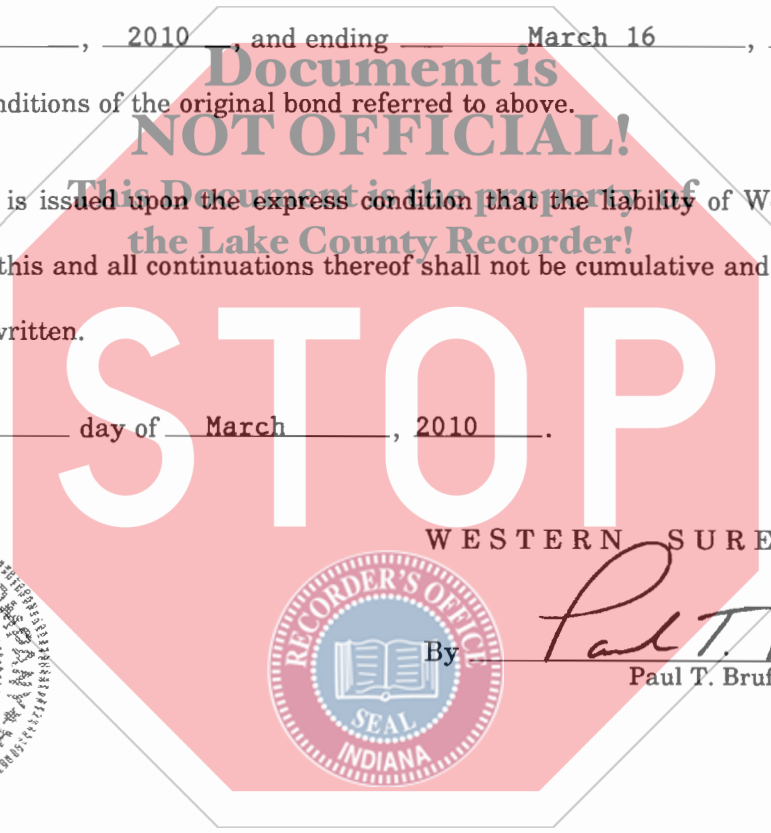 , 2010 , and ending March 16 ,
Document is
nditions of the original bond referred to above.
NOT OFFICIAL!
This Document is the property of
is issued upon the express condition that the liability of W
the Lake County Recorder!
this and all continuations thereof shall not be cumulative and
written.
STOP
day of March , 2010 .
WESTERN SURE
RECORDER'S OFFICE
SEAL
INDIANA
By Paul T.
Paul T. Bruf